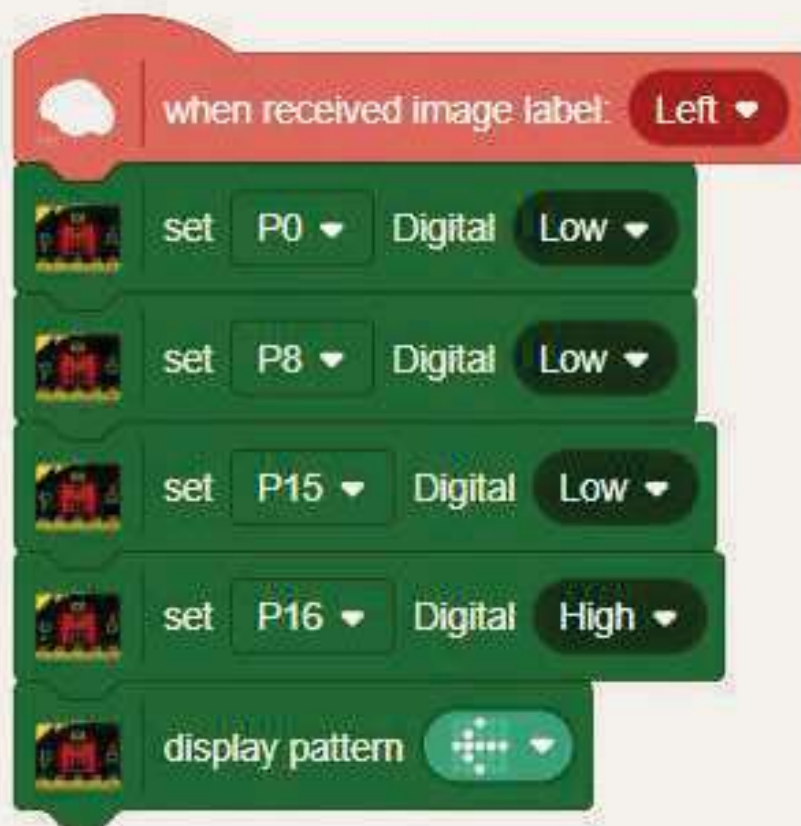 when received image label: Left
set P0 Digital Low
set P8 Digital Low
set P15 Digital Low
set P16 Digital High
display pattern